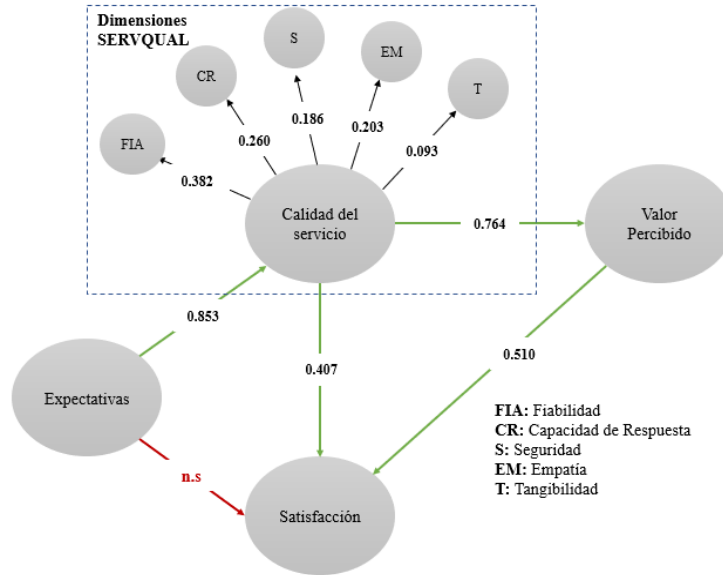 Dimensiones
SERVQUAL
S
EM
CR
T
FIA
0.186
0.203
0.260
0.093
0.382
Calidad del
servicio
0.764
Valor
Percibido
0.853
0.407
0.510
Expectativas
n.s
Satisfacción
FIA: Fiabilidad
CR: Capacidad de Respuesta
S: Seguridad
EM: Empatía
T: Tangibilidad